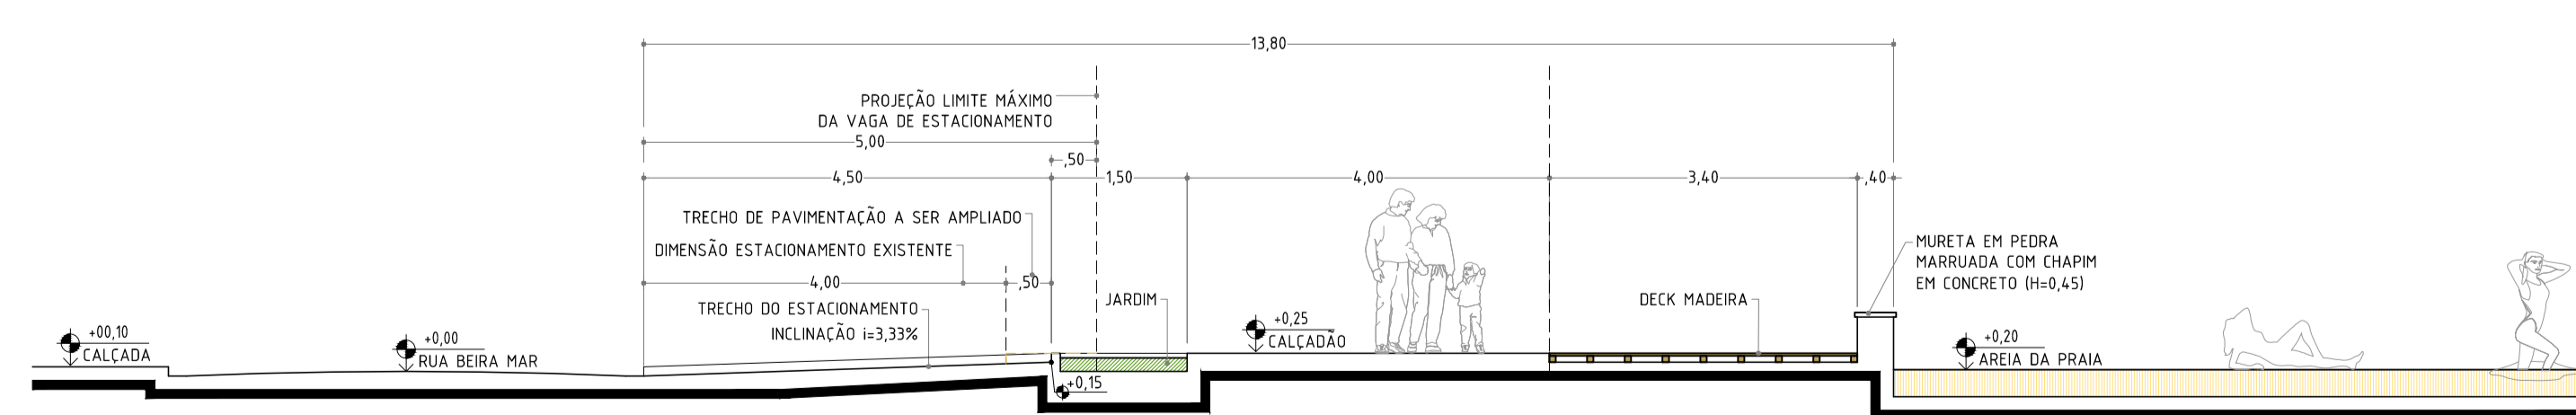 13,80
PROJEÇÃO LIMITE MÁXIMO
DA VAGA DE ESTACIONAMENTO
5,00
,50
4,50
1,50
4,00
3,40
,40
TRECHO DE PAVIMENTAÇÃO A SER AMPLIADO
DIMENSÃO ESTACIONAMENTO EXISTENTE
4,00
,50
TRECHO DO ESTACIONAMENTO
INCLINAÇÃO i=3,33%
JARDIM
DECK MADEIRA
MURETA EM PEDRA
MARRUADA COM CHAPIM
EM CONCRETO (H=0,45)
+00,10
CALÇADA
+0,00
RUA BEIRA MAR
+0,15
+0,25
CALÇADÃO
+0,20
AREIA DA PRAIA